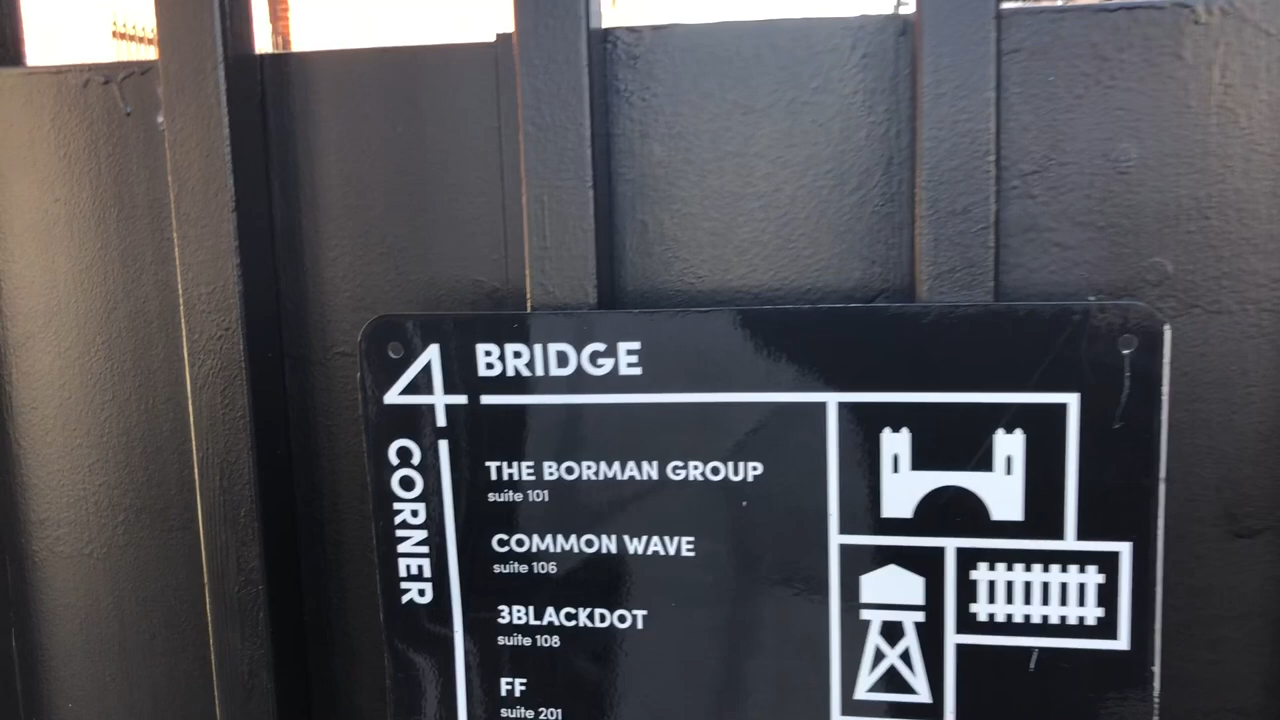 4 BRIDGE
CORNER
THE BORMAN GROUP
suite 101
COMMON WAVE
suite 106
3BLACKDOT
suite 108
FF
suite 201